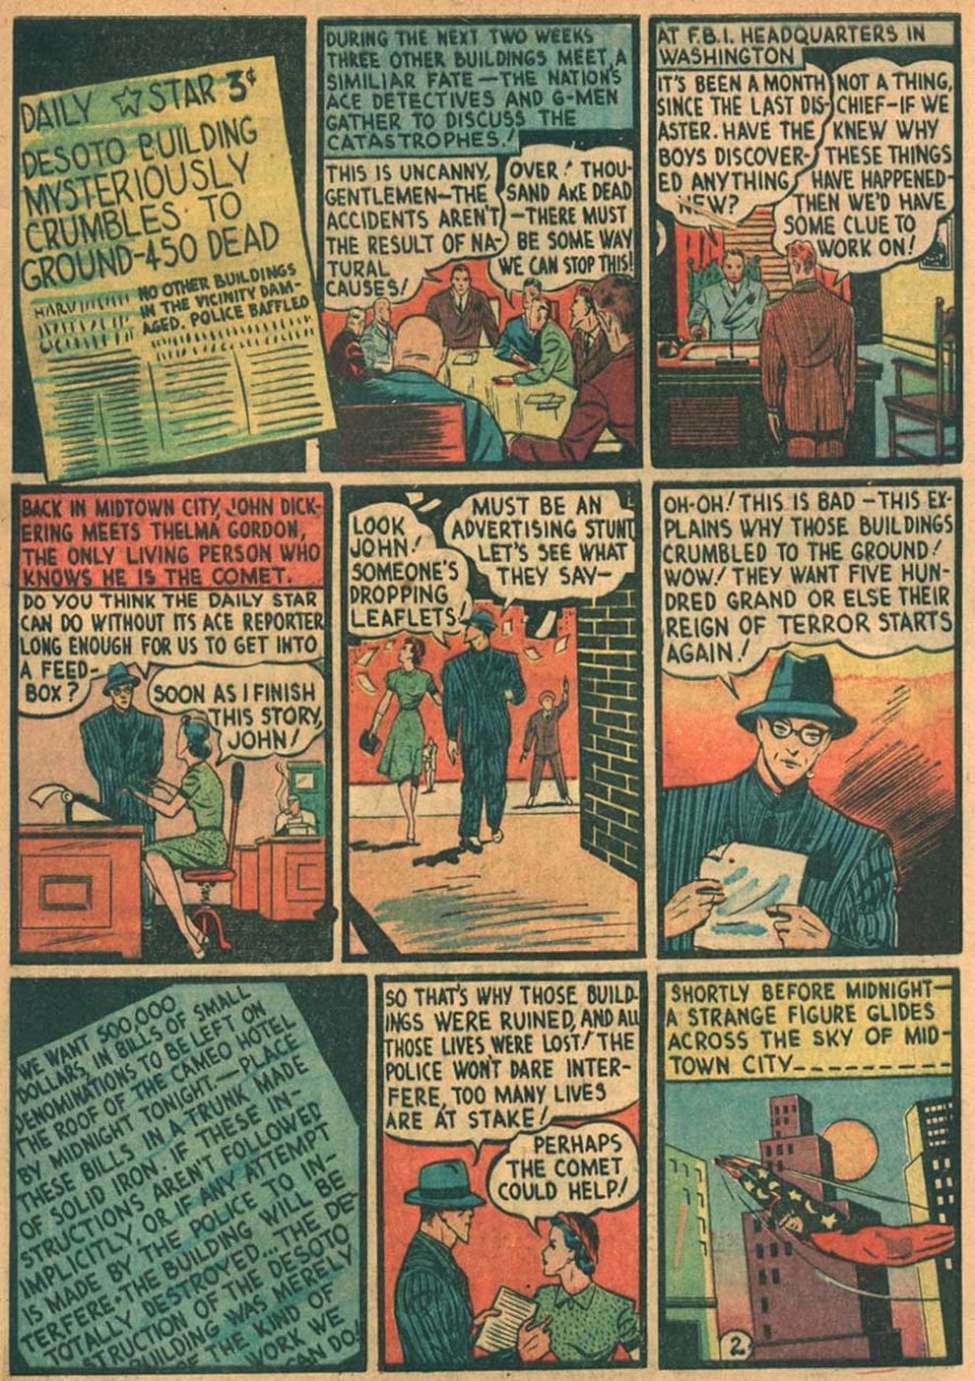 DAILY ☆ STAR 3¢
DESOTO BUILDING
MYSTERIOUSLY
CRUMBLES TO
GROUND-450 DEAD
NO OTHER BUILDINGS
IN THE VICINITY DAM-
AGED. POLICE BAFFLED
DURING THE NEXT TWO WEEKS
THREE OTHER BUILDINGS MEET A
SIMILIAR FATE—THE NATION'S
ACE DETECTIVES AND G-MEN
GATHER TO DISCUSS THE
CATASTROPHES!
THIS IS UNCANNY,
GENTLEMEN—THE
ACCIDENTS AREN'T
THE RESULT OF NA-
TURAL
CAUSES!
OVER! THOU-
SAND ARE DEAD
—THERE MUST
BE SOME WAY
WE CAN STOP THIS!
AT F.B.I. HEADQUARTERS IN
WASHINGTON
IT'S BEEN A MONTH
SINCE THE LAST DIS-
ASTER. HAVE THE
BOYS DISCOVER-
ED ANYTHING
NEW?
NOT A THING,
CHIEF—IF WE
KNEW WHY
THESE THINGS
HAVE HAPPENED-
THEN WE'D HAVE
SOME CLUE TO
WORK ON!
BACK IN MIDTOWN CITY, JOHN DICK-
ERING MEETS THELMA GORDON,
THE ONLY LIVING PERSON WHO
KNOWS HE IS THE COMET.
DO YOU THINK THE DAILY STAR
CAN DO WITHOUT ITS ACE REPORTER
LONG ENOUGH FOR US TO GET INTO
A FEED-
BOX?
SOON AS I FINISH
THIS STORY,
JOHN!
LOOK
JOHN!
SOMEONE'S
DROPPING
LEAFLETS!
MUST BE AN
ADVERTISING STUNT,
LET'S SEE WHAT
THEY SAY—
OH-OH! THIS IS BAD —THIS EX-
PLAINS WHY THOSE BUILDINGS
CRUMBLED TO THE GROUND!
WOW! THEY WANT FIVE HUN-
DRED GRAND OR ELSE THEIR
REIGN OF TERROR STARTS
AGAIN!
WE WANT 500,000
DOLLARS, IN BILLS OF SMALL
DENOMINATIONS TO BE LEFT ON
THE ROOF OF THE CAMEO HOTEL
BY MIDNIGHT TONIGHT.—PLACE
THESE BILLS IN A TRUNK MADE
OF SOLID IRON. IF THESE IN-
STRUCTIONS AREN'T FOLLOWED
IMPLICITLY, OR IF ANY ATTEMPT
IS MADE BY THE POLICE TO IN-
TERFERE, THE BUILDING WILL BE
TOTALLY DESTROYED...THE DE-
STRUCTION OF THE DESOTO
BUILDING WAS MERELY
THE KIND OF
WORK WE
CAN DO!
SO THAT'S WHY THOSE BUILD-
INGS WERE RUINED, AND ALL
THOSE LIVES WERE LOST! THE
POLICE WON'T DARE INTER-
FERE, TOO MANY LIVES
ARE AT STAKE!
PERHAPS
THE COMET
COULD HELP!
SHORTLY BEFORE MIDNIGHT—
A STRANGE FIGURE GLIDES
ACROSS THE SKY OF MID-
TOWN CITY----------
2